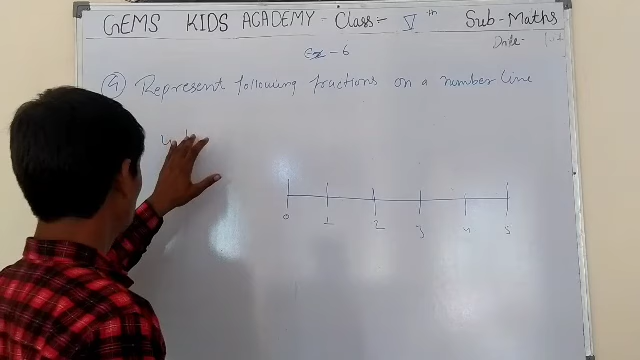 GEMS KIDS ACADEMY - Class:- V th Sub-Maths
Date-
Ex - 6
(4) Represent following fractions on a number line
0 1 2 3 4 5